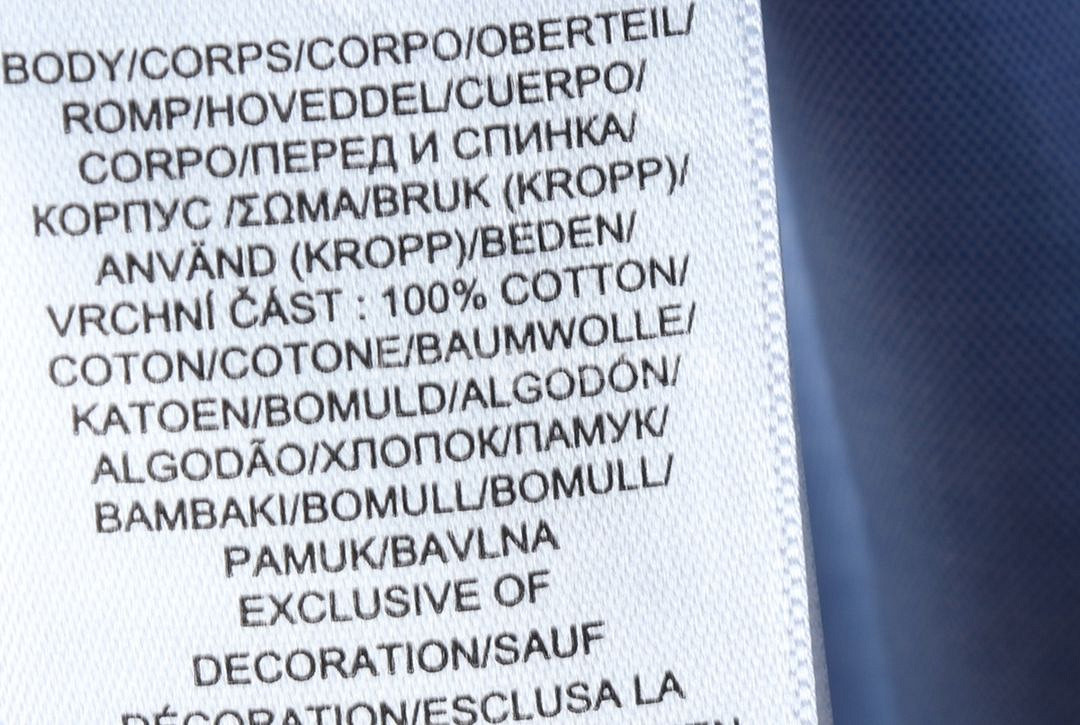 BODY/CORPS/CORPO/OBERTEIL/
ROMP/HOVEDDEL/CUERPO/
CORPO/ПЕРЕД И СПИНКА/
КОРПУС /ΣΩΜΑ/BRUK (KROPP)/
ANVÄND (KROPP)/BEDEN/
VRCHNÍ ČÁST : 100% COTTON/
COTON/COTONE/BAUMWOLLE/
KATOEN/BOMULD/ALGODÓN/
ALGODÃO/ХЛОПОК/ПАМУК/
BAMBAKI/BOMULL/BOMULL/
PAMUK/BAVLNA
EXCLUSIVE OF
DECORATION/SAUF
DÉCORATION/ESCLUSA LA